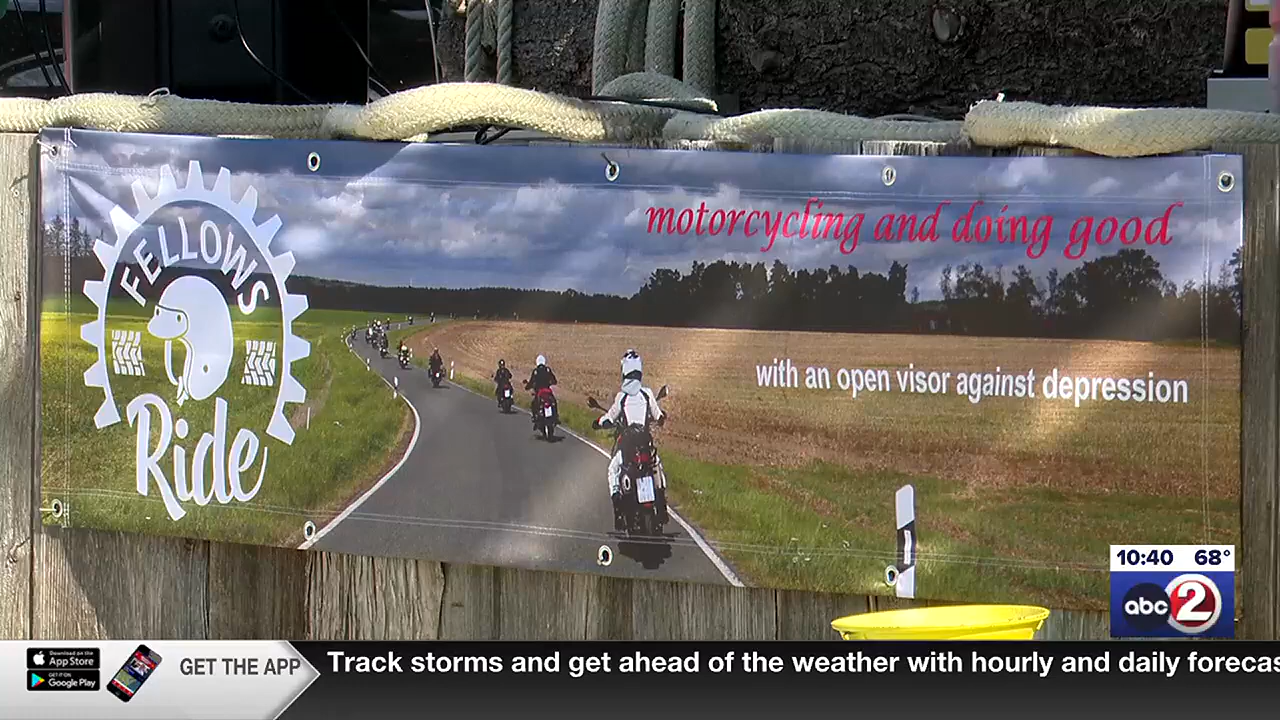 FELLOWS
Ride
motorcycling and doing good
with an open visor against depression
10:40 68°
abc 2
Download on the
App Store
GET IT ON
Google Play
GET THE APP
Track storms and get ahead of the weather with hourly and daily forecas